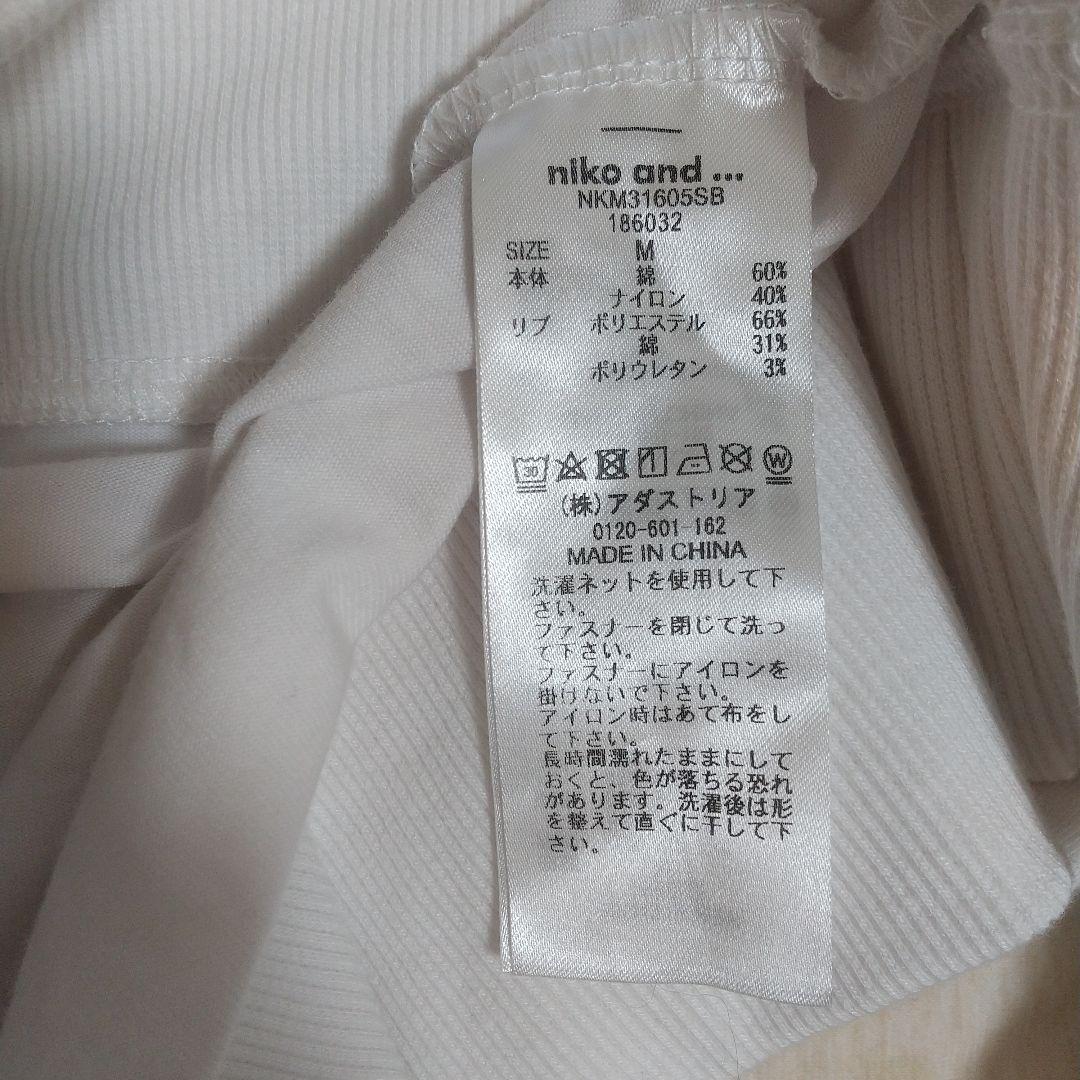 niko and ...
NKM31605SB
186032
SIZE M
本体 綿 60%
ナイロン 40%
リブ ポリエステル 66%
綿 31%
ポリウレタン 3%
30
W
(株)アダストリア
0120-601-162
MADE IN CHINA
洗濯ネットを使用して下
さい。
ファスナーを閉じて洗っ
て下さい。
ファスナーにアイロンを
掛けないで下さい。
アイロン時はあて布をし
て下さい。
長時間濡れたままにして
おくと、色が落ちる恐れ
があります。洗濯後は形
を整えて直ぐに干して下
さい。